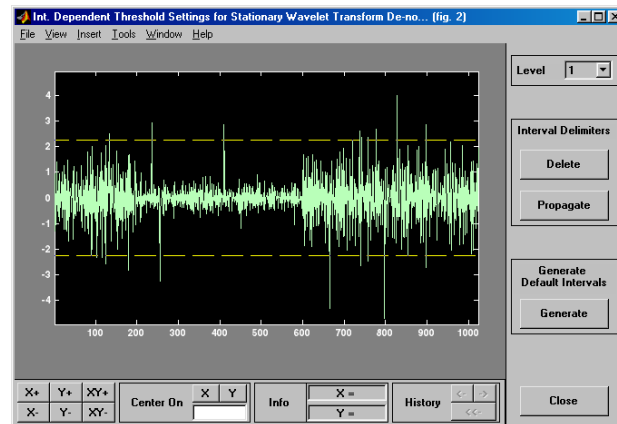 Int. Dependent Threshold Settings for Stationary Wavelet Transform De-no... (fig. 2)
File View Insert Tools Window Help
Level 1
4
3
2
1
0
-1
-2
-3
-4
100 200 300 400 500 600 700 800 900 1000
Interval Delimiters
Delete
Propagate
Generate
Default Intervals
Generate
Close
X+ Y+ XY+
X- Y- XY-
Center On X Y
Info X =
Y =
History <- ->
<<-